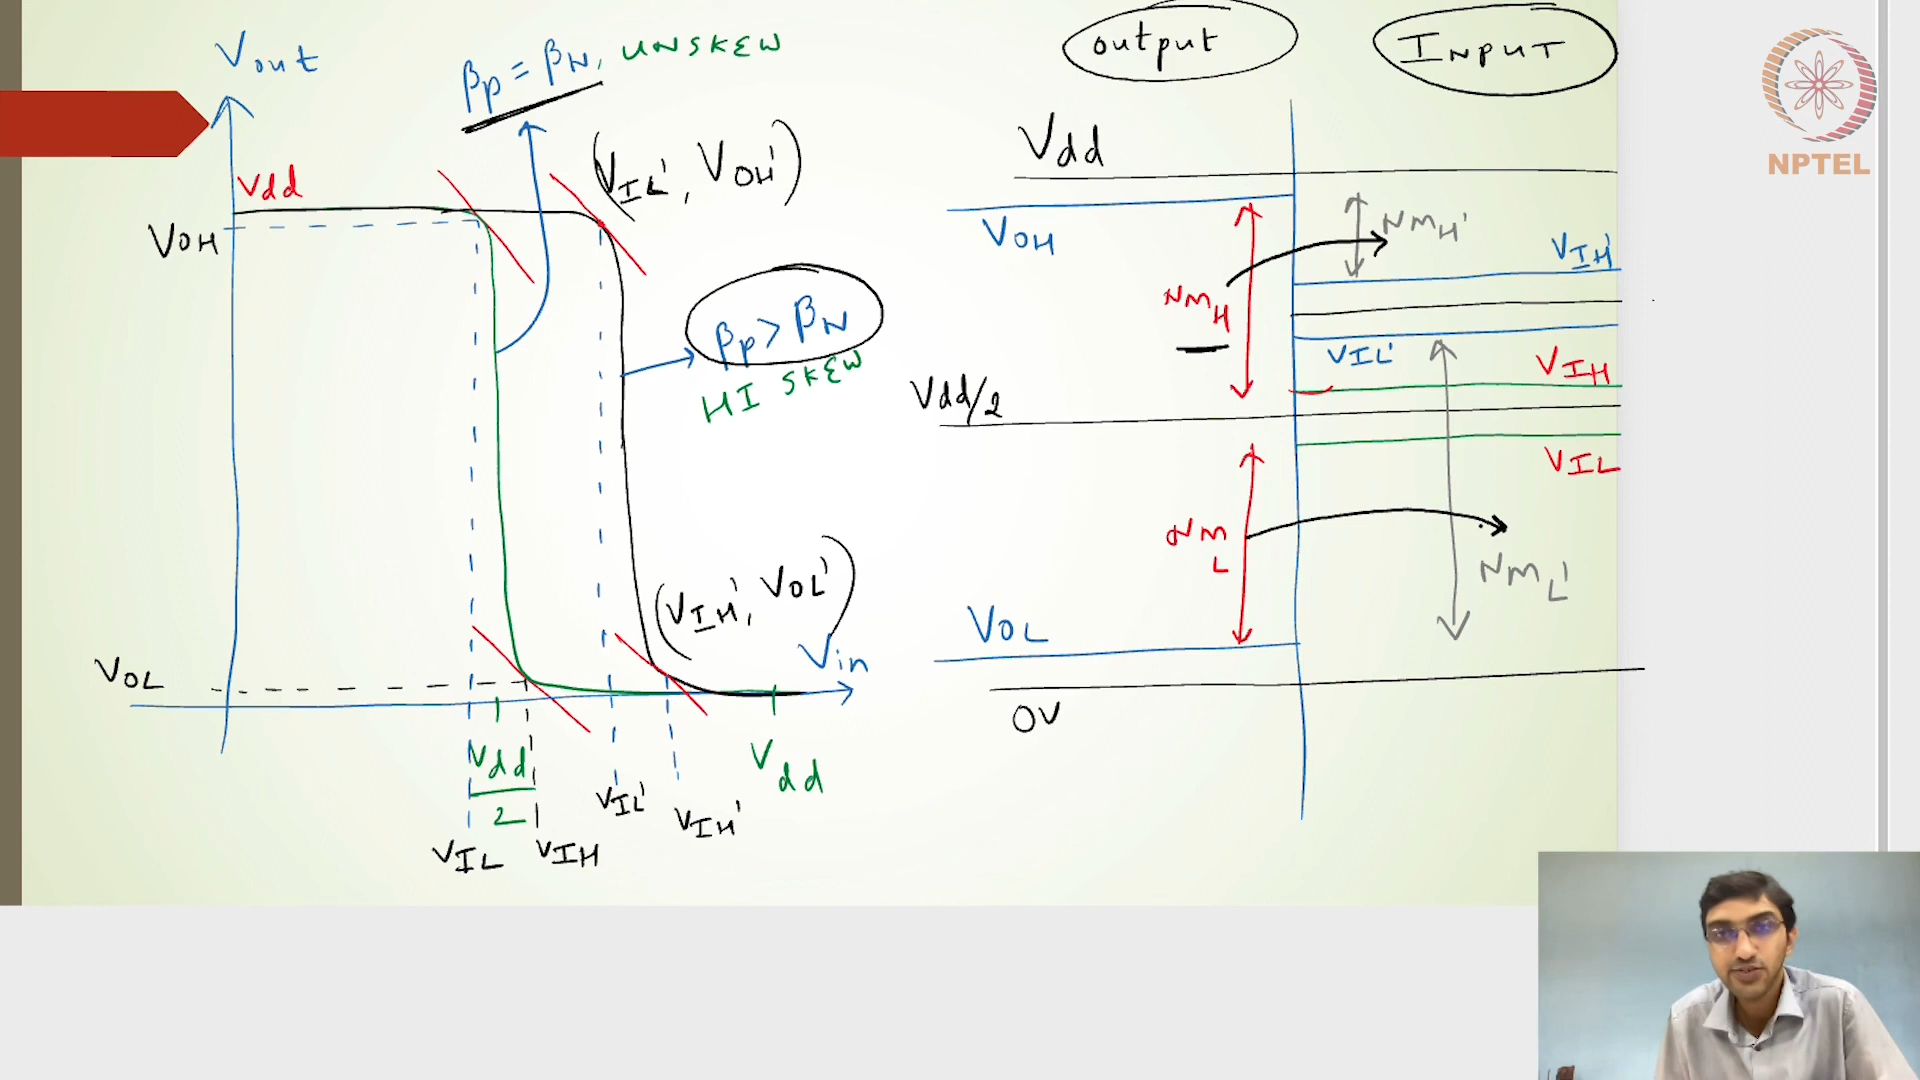 Vout
βp = βN, UNSKEW
Vdd
(VIL', VOH')
VOH
βp > βN
HI SKEW
(VIH', VOL')
Vin
VOL
Vdd
2
Vdd
VIL
VIH
VIL'
VIH'
output
INPUT
Vdd
VOH
NMH'
VIH'
NMH
VIL'
VIH
Vdd/2
VIL
NML
NML'
VOL
0V
NPTEL